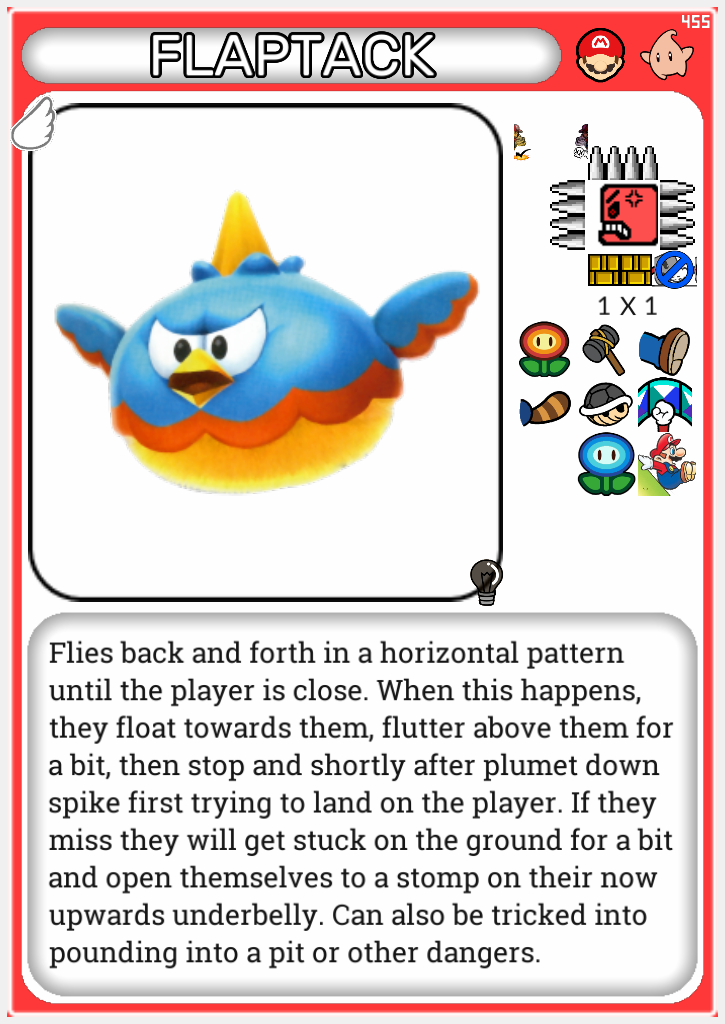 455
FLAPTACK
1 X 1
Flies back and forth in a horizontal pattern
until the player is close. When this happens,
they float towards them, flutter above them for
a bit, then stop and shortly after plumet down
spike first trying to land on the player. If they
miss they will get stuck on the ground for a bit
and open themselves to a stomp on their now
upwards underbelly. Can also be tricked into
pounding into a pit or other dangers.